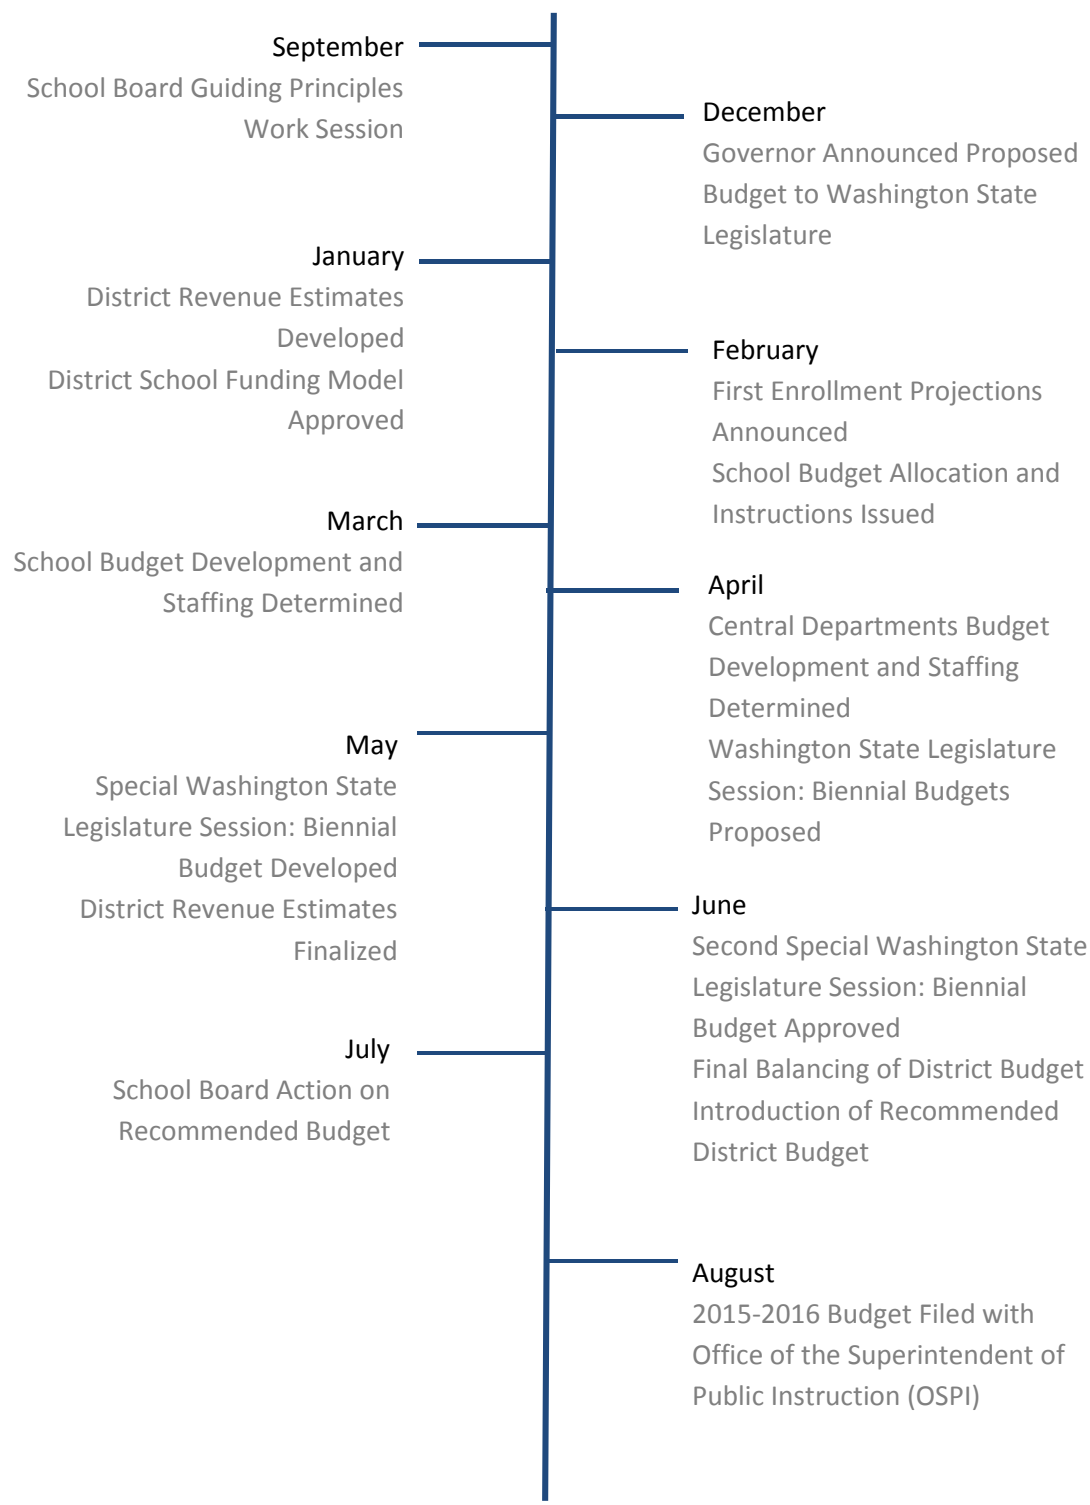 September
School Board Guiding Principles
Work Session
December
Governor Announced Proposed
Budget to Washington State
Legislature
January
District Revenue Estimates
Developed
District School Funding Model
Approved
February
First Enrollment Projections
Announced
School Budget Allocation and
Instructions Issued
March
School Budget Development and
Staffing Determined
April
Central Departments Budget
Development and Staffing
Determined
Washington State Legislature
Session: Biennial Budgets
Proposed
May
Special Washington State
Legislature Session: Biennial
Budget Developed
District Revenue Estimates
Finalized
June
Second Special Washington State
Legislature Session: Biennial
Budget Approved
Final Balancing of District Budget
Introduction of Recommended
District Budget
July
School Board Action on
Recommended Budget
August
2015-2016 Budget Filed with
Office of the Superintendent of
Public Instruction (OSPI)